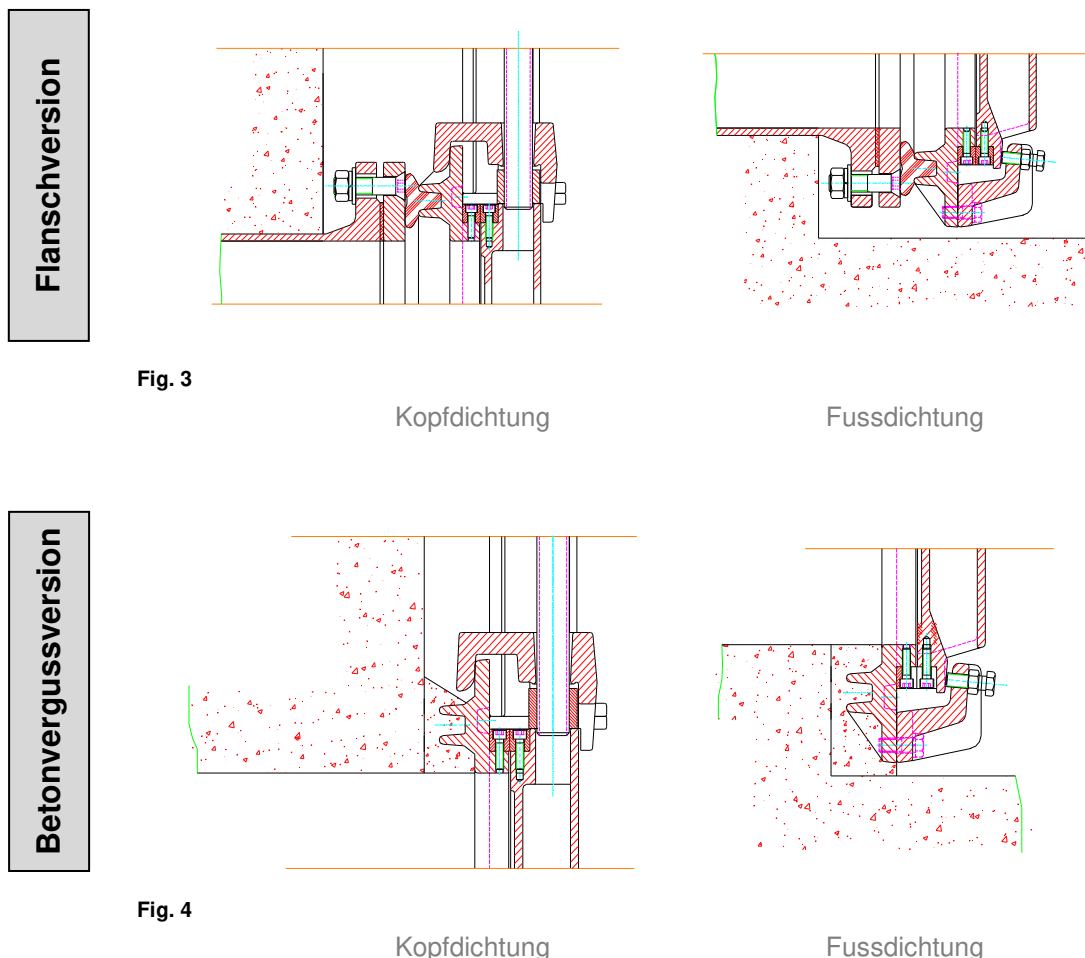 Flanschversion
Fig. 3
Kopfdichtung
Fussdichtung
Betonvergussversion
Fig. 4
Kopfdichtung
Fussdichtung